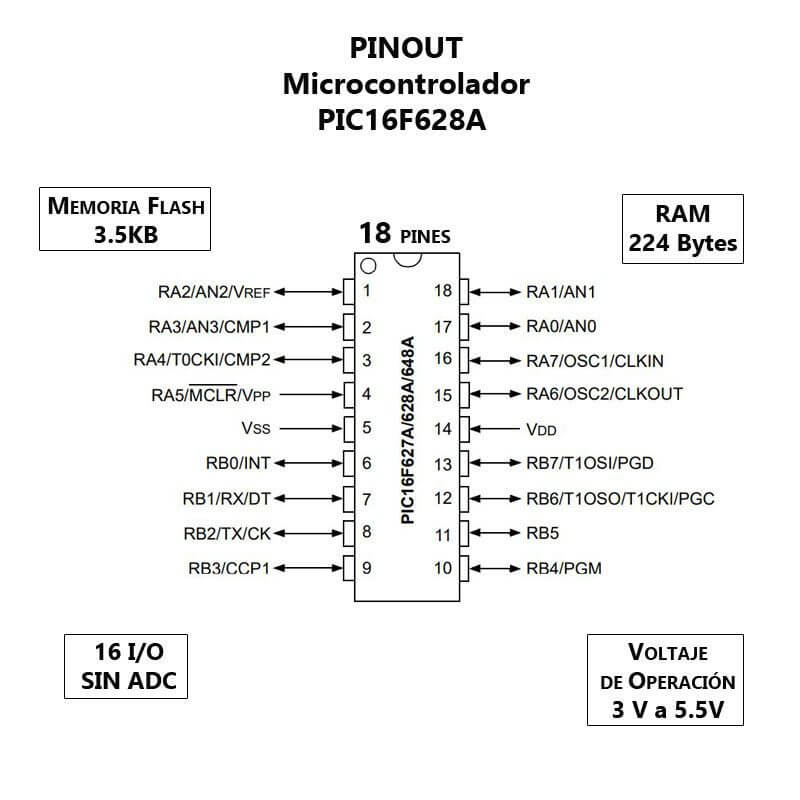 PINOUT
Microcontrolador
PIC16F628A
MEMORIA FLASH
3.5KB
18 PINES
RAM
224 Bytes
RA2/AN2/VREF 1 18 RA1/AN1
RA3/AN3/CMP1 2 17 RA0/AN0
RA4/T0CKI/CMP2 3 16 RA7/OSC1/CLKIN
RA5/MCLR/VPP 4 15 RA6/OSC2/CLKOUT
VSS 5 14 VDD
RB0/INT 6 13 RB7/T1OSI/PGD
RB1/RX/DT 7 12 RB6/T1OSO/T1CKI/PGC
RB2/TX/CK 8 11 RB5
RB3/CCP1 9 10 RB4/PGM
PIC16F627A/628A/648A
16 I/O
SIN ADC
VOLTAJE
DE OPERACIÓN
3 V a 5.5V